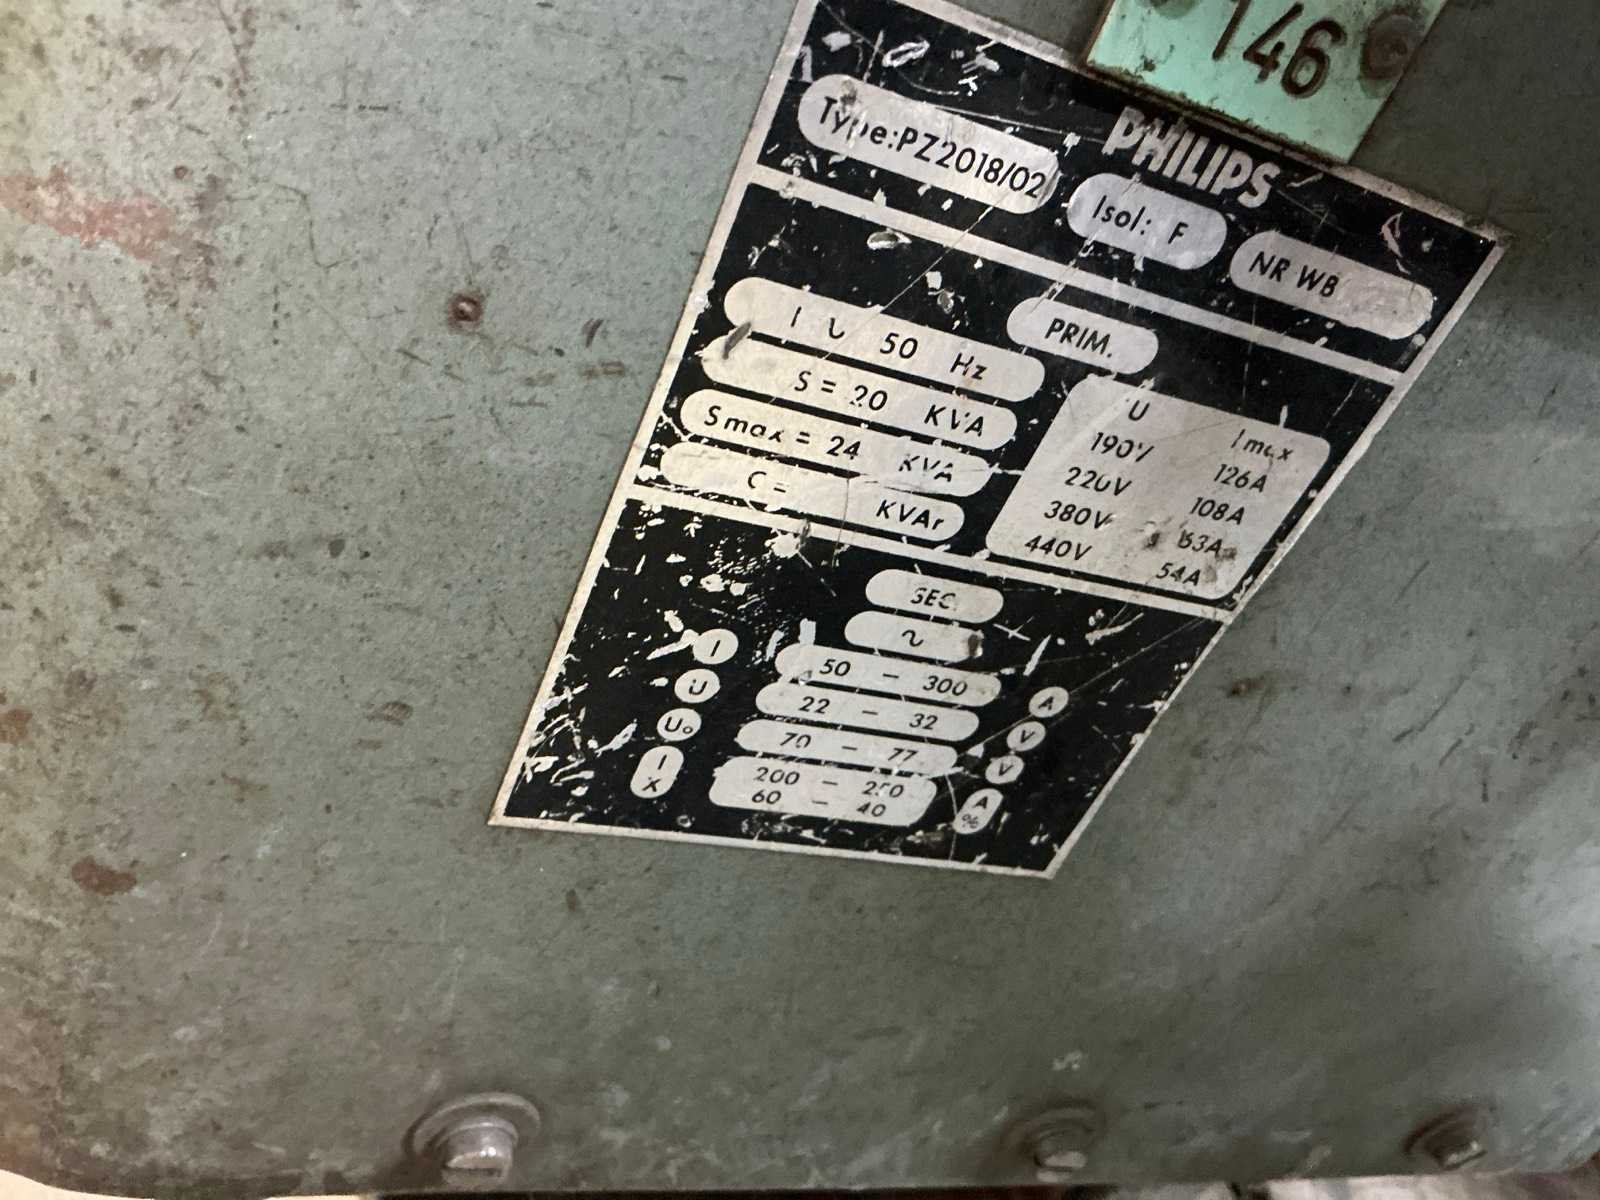 146
PHILIPS
Type:PZ2018/02
Isol: F
NR WB
1 ∿ 50 Hz
S = 20 KVA
Smax = 24 KVA
C = KVAr
PRIM.
U Imax
190V 126A
220V 108A
380V 63A
440V 54A
SEC.
∿
I 50 – 300 A
U 22 – 32 V
Uo 70 – 77 V
I 200 – 250 A
X 60 – 40 %